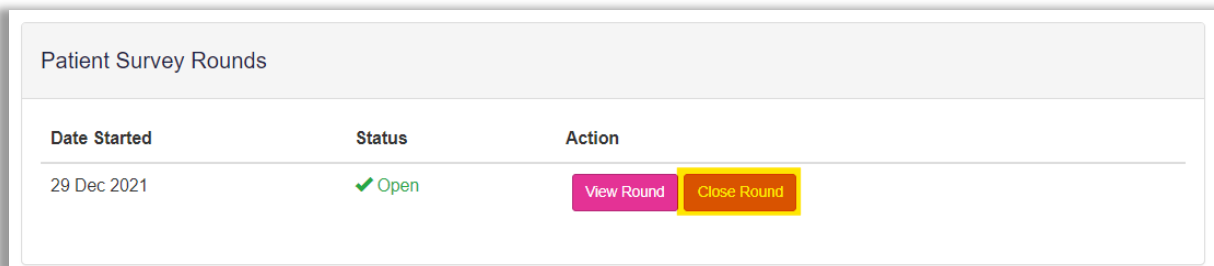 Patient Survey Rounds
Date Started Status Action
29 Dec 2021 Open View Round Close Round